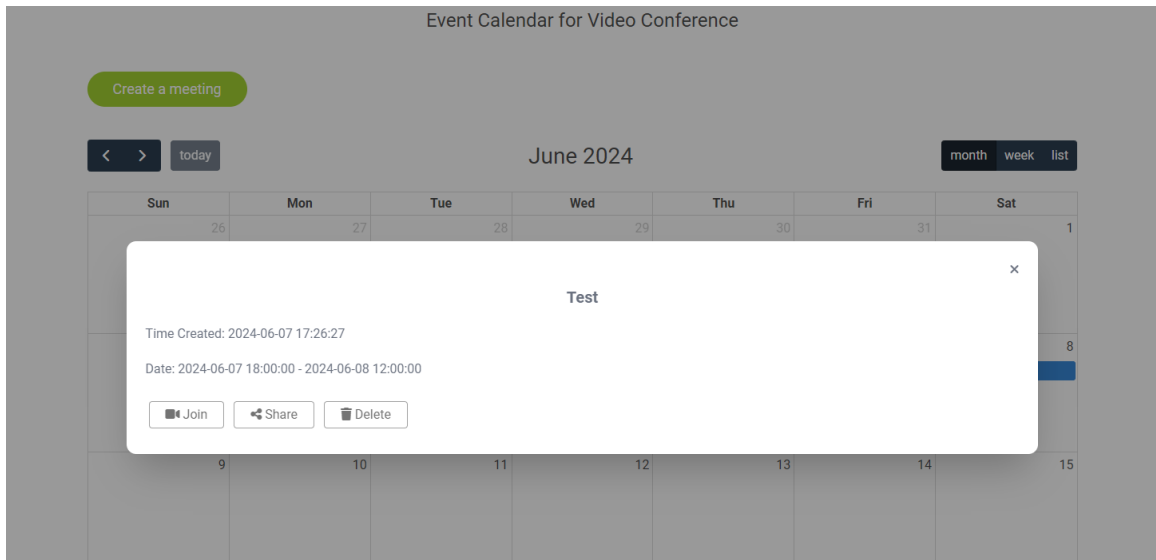 Event Calendar for Video Conference
Create a meeting
today
June 2024
month week list
Sun Mon Tue Wed Thu Fri Sat
26 27 28 29 30 31 1
Test
Time Created: 2024-06-07 17:26:27
8
Date: 2024-06-07 18:00:00 - 2024-06-08 12:00:00
Join Share Delete
9 10 11 12 13 14 15